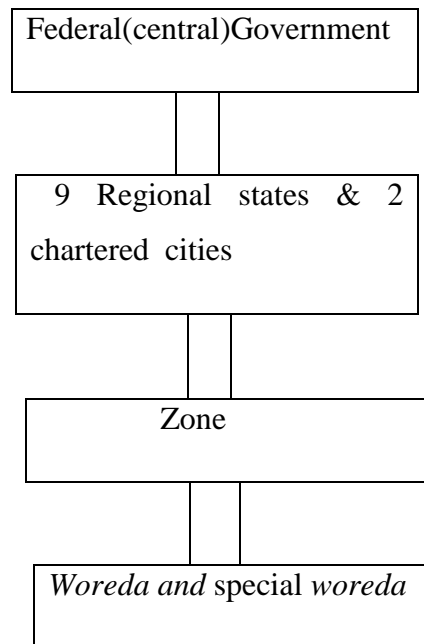 Federal(central)Government
9 Regional states & 2
chartered cities
Zone
Woreda and special woreda